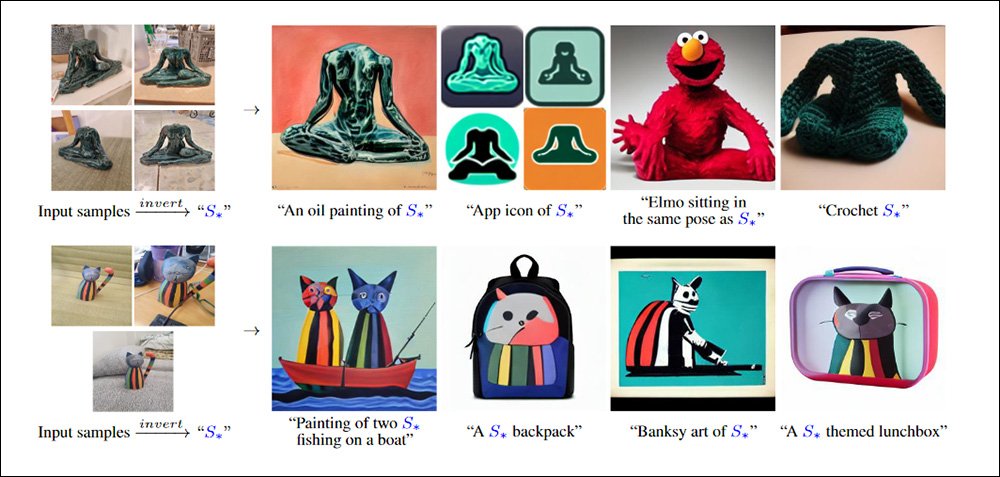 Input samples invert → “S∗”
→
“An oil painting of S∗”
“App icon of S∗”
“Elmo sitting in
the same pose as S∗”
“Crochet S∗”
Input samples invert → “S∗”
→
“Painting of two S∗
fishing on a boat”
“A S∗ backpack”
“Banksy art of S∗”
“A S∗ themed lunchbox”